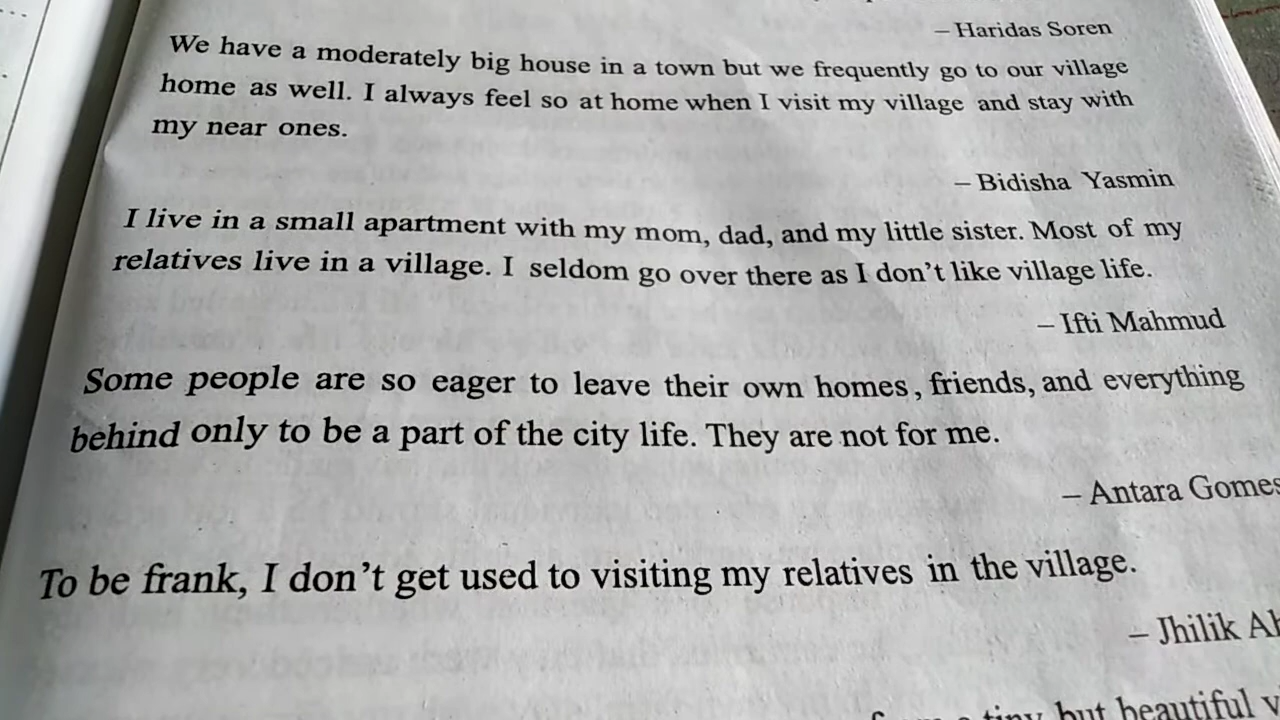 – Haridas Soren
We have a moderately big house in a town but we frequently go to our village
home as well. I always feel so at home when I visit my village and stay with
my near ones.
– Bidisha Yasmin
I live in a small apartment with my mom, dad, and my little sister. Most of my
relatives live in a village. I seldom go over there as I don’t like village life.
– Ifti Mahmud
Some people are so eager to leave their own homes, friends, and everything
behind only to be a part of the city life. They are not for me.
– Antara Gomes
To be frank, I don’t get used to visiting my relatives in the village.
– Jhilik
tiny but beautiful